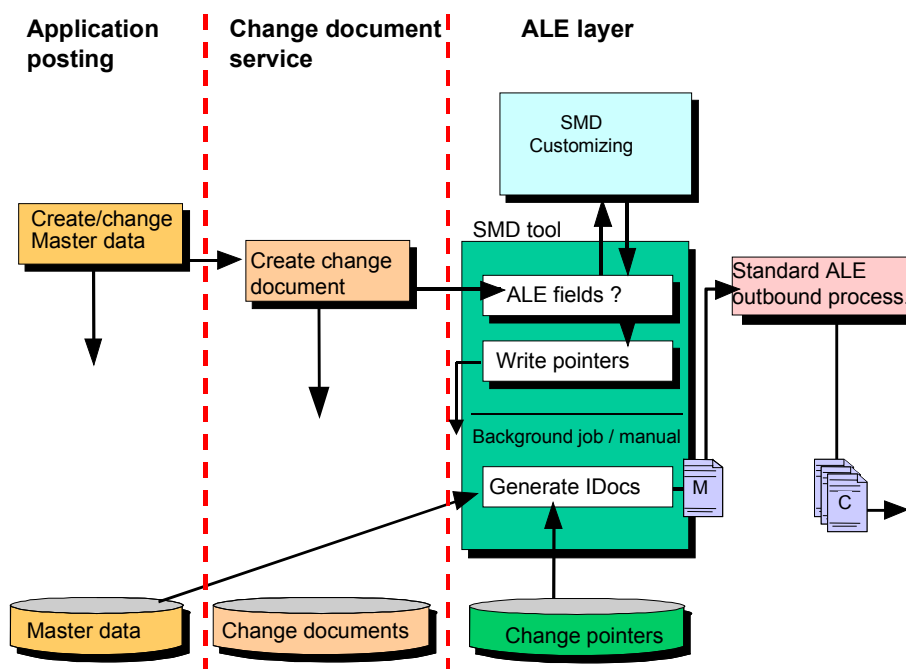 Application
posting
Change document
service
ALE layer
SMD
Customizing
Create/change
Master data
SMD tool
Create change
document
ALE fields ?
Standard ALE
outbound process.
Write pointers
Background job / manual
Generate IDocs
M
C
Master data
Change documents
Change pointers